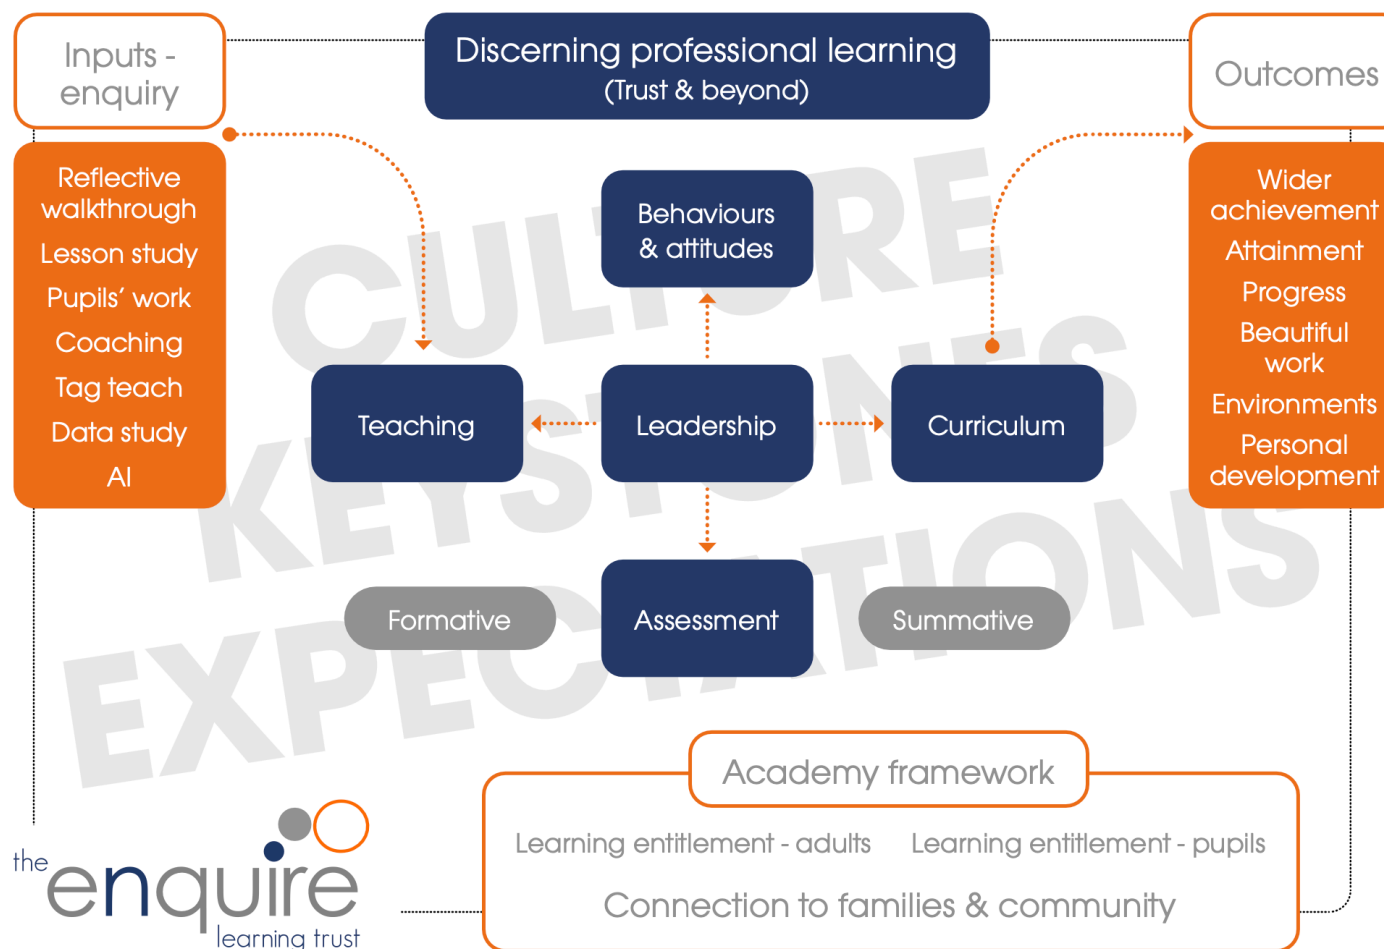 Inputs -
enquiry
Discerning professional learning
(Trust & beyond)
Outcomes
Reflective
walkthrough
Lesson study
Pupils' work
Coaching
Tag teach
Data study
AI
Behaviours
& attitudes
Wider
achievement
Attainment
Progress
Beautiful
work
Environments
Personal
development
CULTURE
KEYSTONES
EXPECTATIONS
Teaching
Leadership
Curriculum
Formative
Assessment
Summative
Academy framework
Learning entitlement - adults
Learning entitlement - pupils
Connection to families & community
the
enquire
learning trust